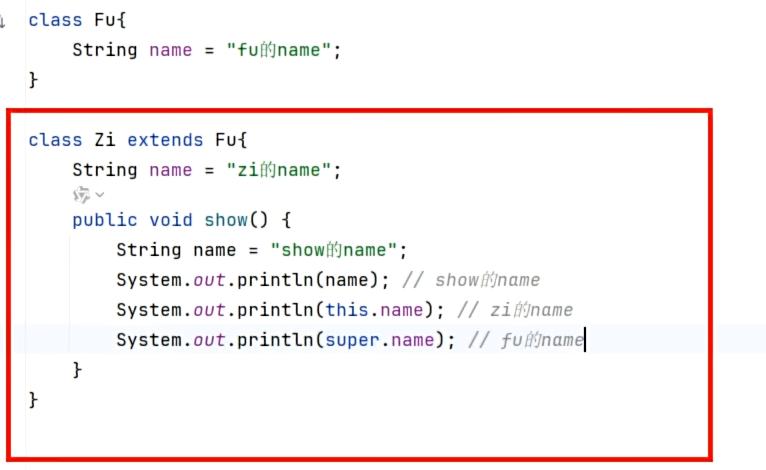 class Fu{
    String name = "fu的name";
}
class Zi extends Fu{
    String name = "zi的name";
    public void show() {
        String name = "show的name";
        System.out.println(name); // show的name
        System.out.println(this.name); // zi的name
        System.out.println(super.name); // fu的name
    }
}